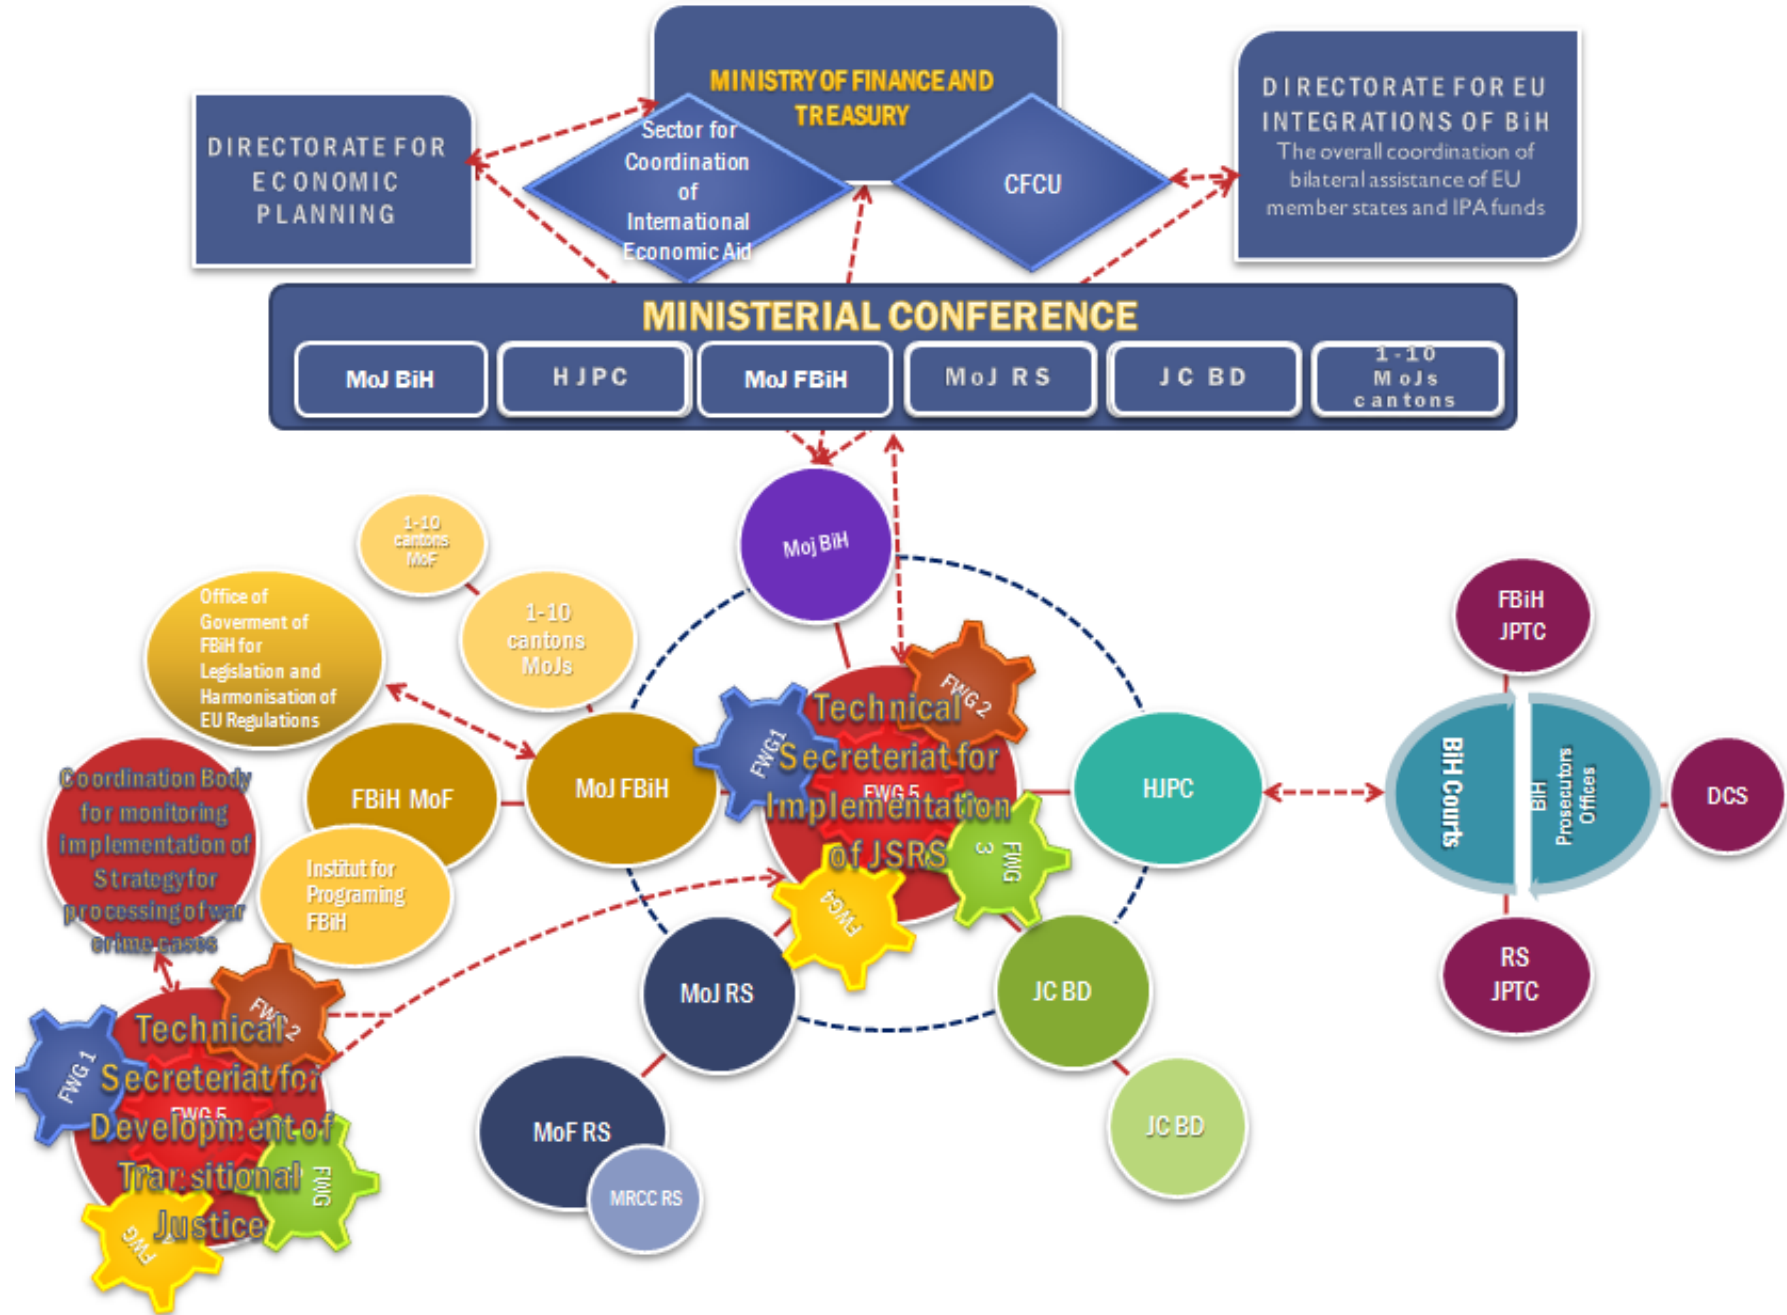 MINISTRY OF FINANCE AND
TREASURY
DIRECTORATE FOR
ECONOMIC
PLANNING
Sector for
Coordination
of
International
Economic Aid
CFCU
DIRECTORATE FOR EU
INTEGRATIONS OF BiH
The overall coordination of
bilateral assistance of EU
member states and IPA funds
MINISTERIAL CONFERENCE
MoJ BiH
HJPC
MoJ FBiH
MoJ RS
JC BD
1-10
MoJs
cantons
Moj BiH
1-10
cantons
MoF
1-10
cantons
MoJs
Office of
Goverment of
FBiH for
Legislation and
Harmonisation of
EU Regulations
FBiH MoF
MoJ FBiH
Institut for
Programing
FBiH
Coordination Body
for monitoring
implementation of
Strategy for
processing of war
crime cases
FWG1
FWG 2
Technical
Secreteriat for
FWG 5
Implementation
of JSRS
FWG
3
FWG4
HJPC
BIH Courts
BiH
Prosecutors
Offices
FBiH
JPTC
DCS
RS
JPTC
MoJ RS
JC BD
MoF RS
MRCC RS
JC BD
FWG 1
FWG 2
Technical
Secreteriat for
FWG 5
Development of
Transitional
Justice
FWG
FWG